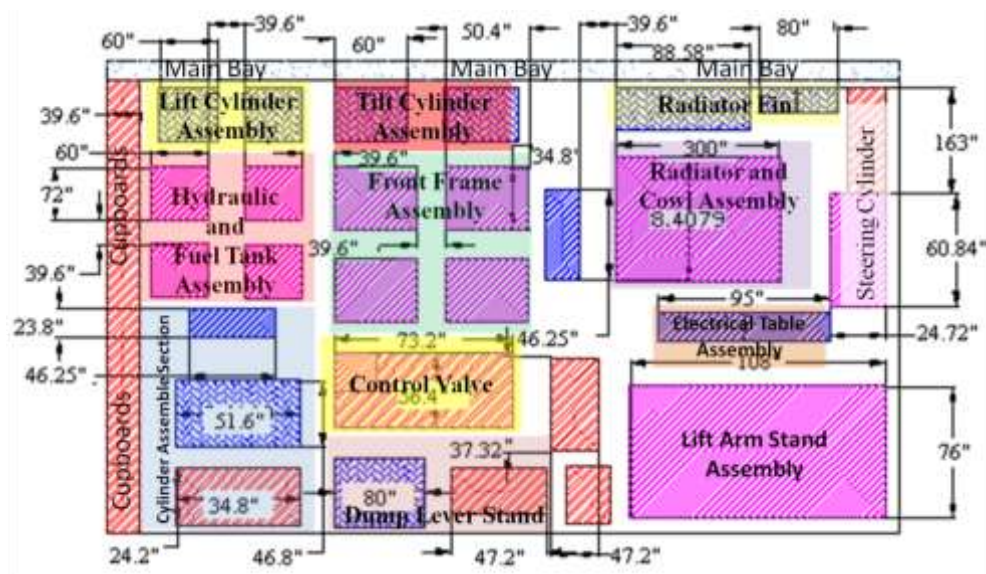 39.6"
50.4"
39.6"
80"
60"
60"
88.58"
Main Bay
Main Bay
Main Bay
Lift Cylinder
Assembly
Tilt Cylinder
Assembly
Radiator Fin
39.6"
163"
60"
39.6"
34.8'
300"
72"
Hydraulic
and
Fuel Tank
Assembly
Front Frame
Assembly
Radiator and
Cowl Assembly
8.4079
Steering Cylinder
Cupboards
39.6"
39.6"
60.84"
95"
23.8"
73.2"
46.25"
Electrical Table
Assembly
24.72"
108"
46.25"
Cylinder AssembleSection
Control Valve
51.6"
Lift Arm Stand
Assembly
76"
37.32"
Cupboards
34.8"
80"
Dump Lever Stand
24.2"
46.8"
47.2"
47.2"